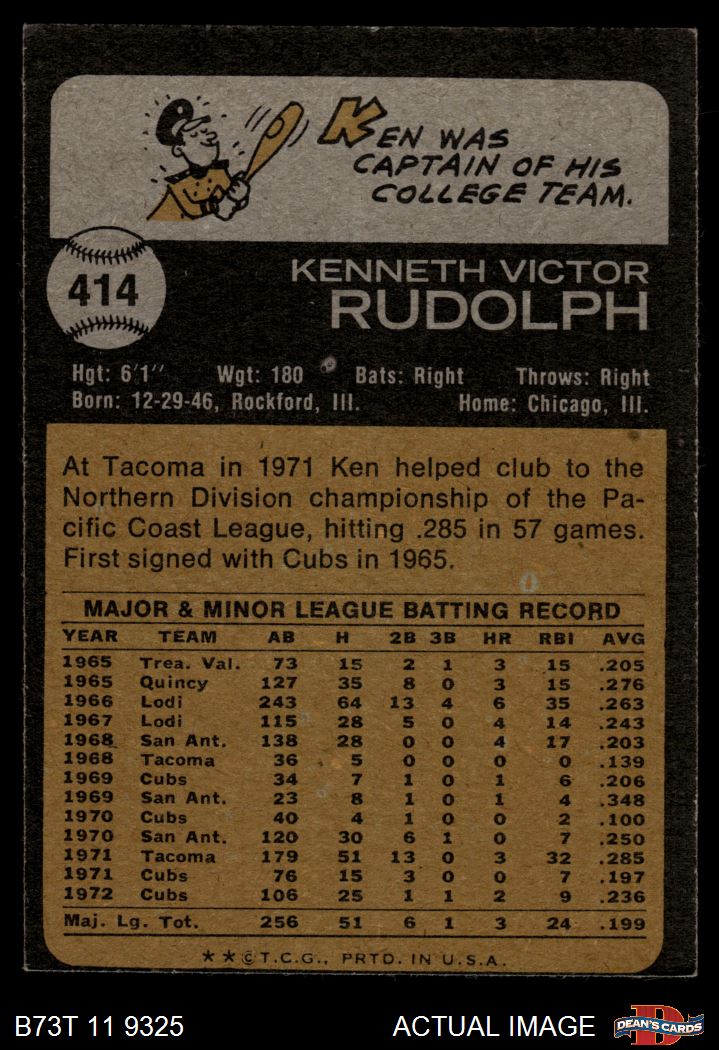 KEN WAS
CAPTAIN OF HIS
COLLEGE TEAM.
414
KENNETH VICTOR
RUDOLPH
Hgt: 6'1" Wgt: 180 Bats: Right Throws: Right
Born: 12-29-46, Rockford, Ill. Home: Chicago, Ill.
At Tacoma in 1971 Ken helped club to the
Northern Division championship of the Pa-
cific Coast League, hitting .285 in 57 games.
First signed with Cubs in 1965.
MAJOR & MINOR LEAGUE BATTING RECORD
YEAR TEAM AB H 2B 3B HR RBI AVG
1965 Trea. Val. 73 15 2 1 3 15 .205
1965 Quincy 127 35 8 0 3 15 .276
1966 Lodi 243 64 13 4 6 35 .263
1967 Lodi 115 28 5 0 4 14 .243
1968 San Ant. 138 28 0 0 4 17 .203
1968 Tacoma 36 5 0 0 0 0 .139
1969 Cubs 34 7 1 0 1 6 .206
1969 San Ant. 23 8 1 0 1 4 .348
1970 Cubs 40 4 1 0 0 2 .100
1970 San Ant. 120 30 6 1 0 7 .250
1971 Tacoma 179 51 13 0 3 32 .285
1971 Cubs 76 15 3 0 0 7 .197
1972 Cubs 106 25 1 1 2 9 .236
Maj. Lg. Tot. 256 51 6 1 3 24 .199
**©T.C.G., PRTD. IN U.S.A.
B73T 11 9325 ACTUAL IMAGE
D
DEAN'S CARDS